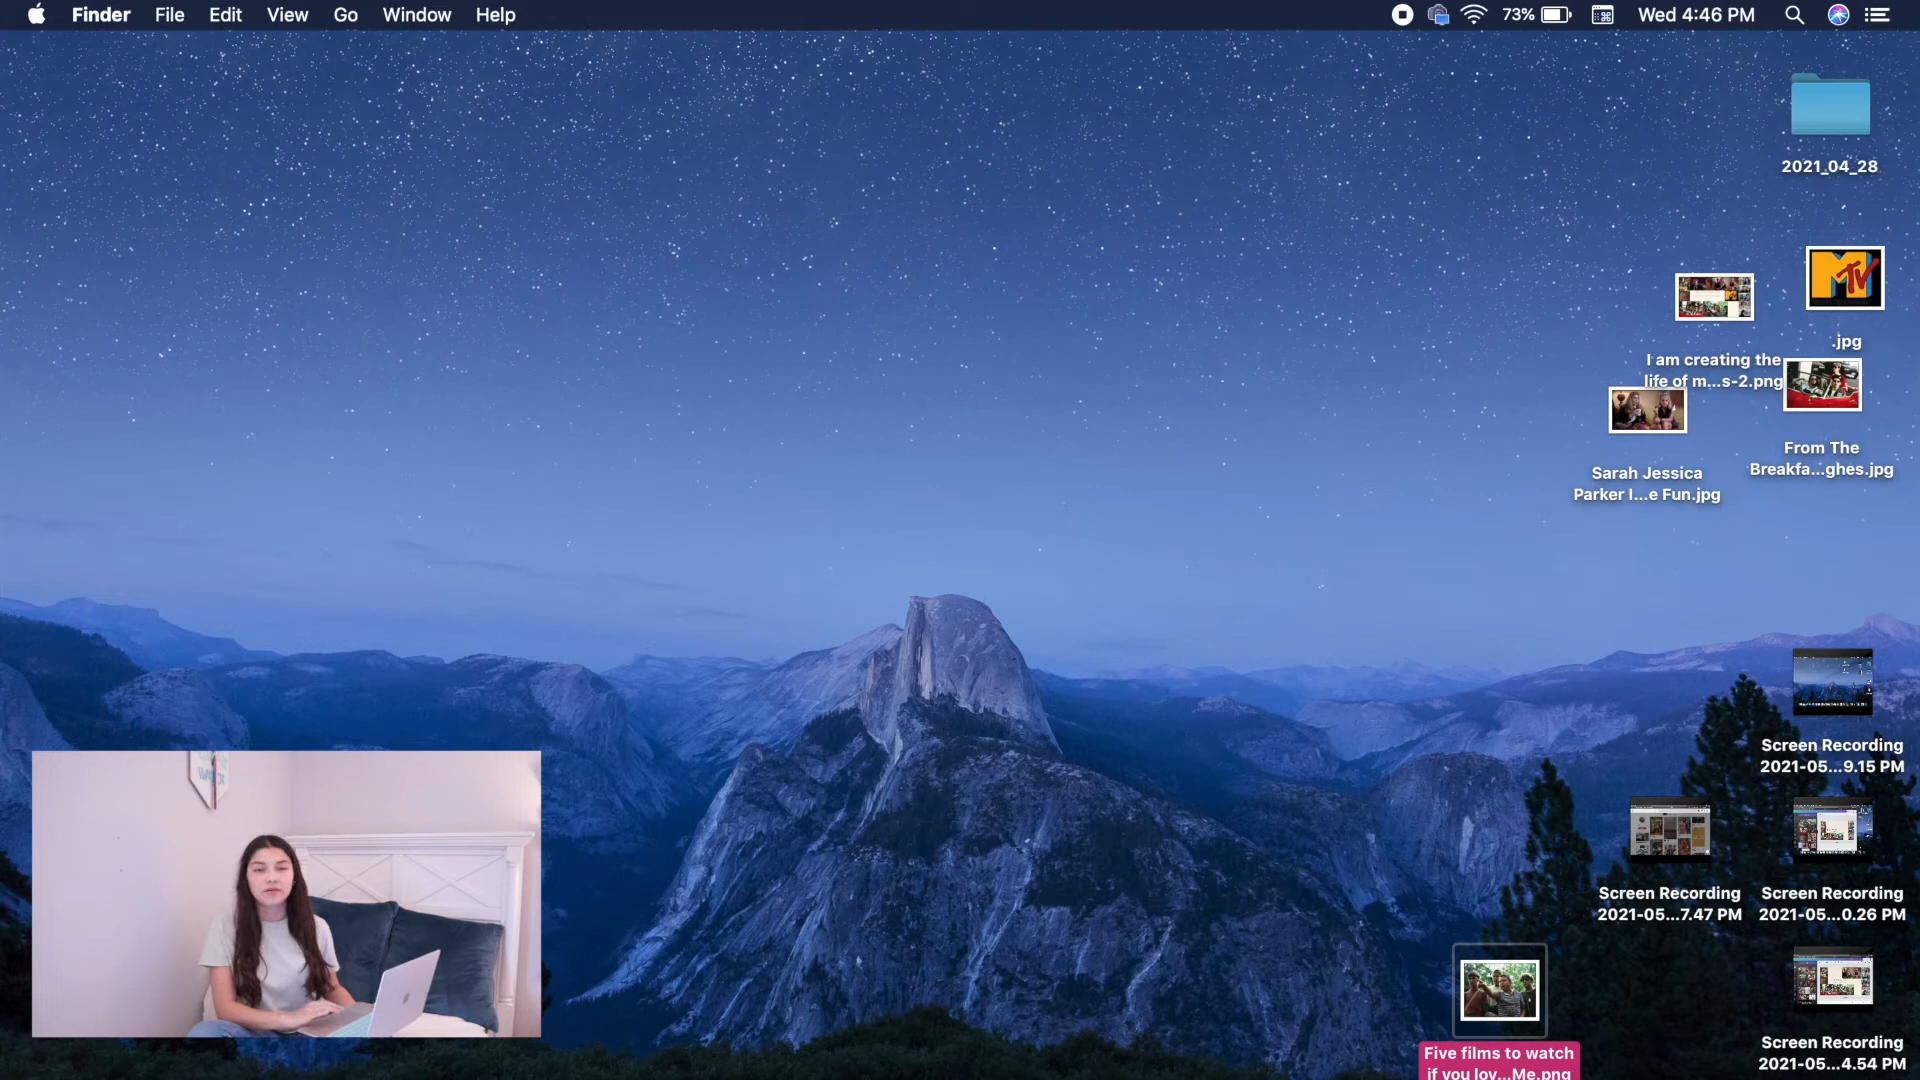 Finder File Edit View Go Window Help
73% Wed 4:46 PM
2021_04_28
MTV
.jpg
I am creating the
life of m...s-2.png
From The
Breakfa...ghes.jpg
Sarah Jessica
Parker I...e Fun.jpg
Screen Recording
2021-05...9.15 PM
Screen Recording
2021-05...7.47 PM
Screen Recording
2021-05...0.26 PM
Five films to watch
if you lov...Me.png
Screen Recording
2021-05...4.54 PM